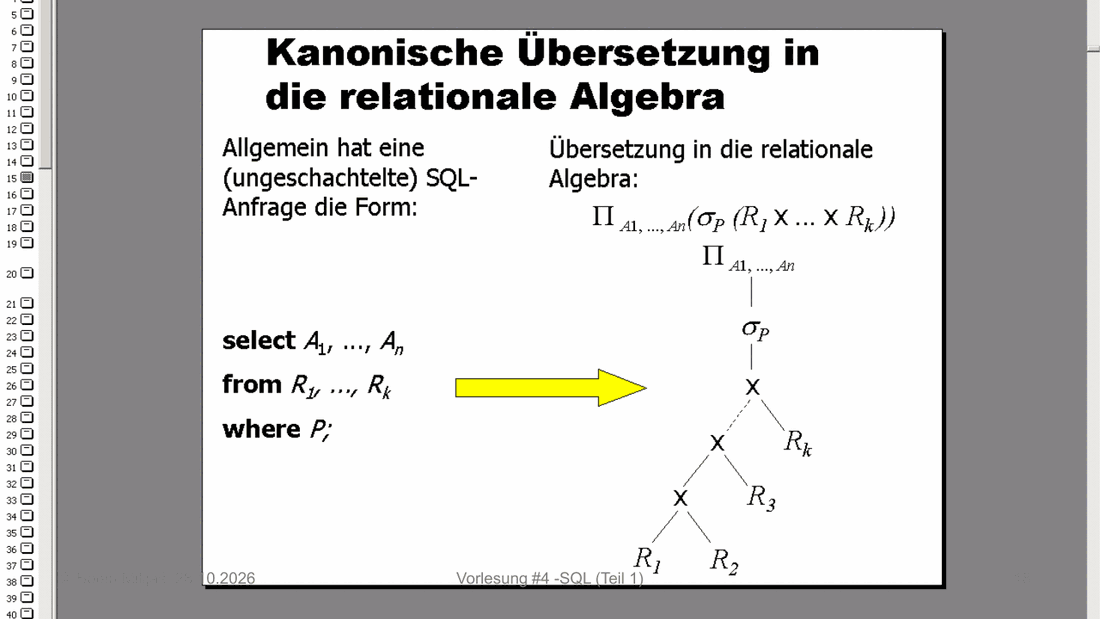 5
6
7
8
9
10
11
12
13
14
15
16
17
18
19
20
21
22
23
24
25
26
27
28
29
30
31
32
33
34
35
36
37
38
39
40
Kanonische Übersetzung in
die relationale Algebra
Allgemein hat eine
(ungeschachtelte) SQL-
Anfrage die Form:
select A1, ..., An
from R1, ..., Rk
where P;
Übersetzung in die relationale
Algebra:
Π A1, ..., An(σP (R1 x ... x Rk))
Π A1, ..., An
σP
x
x
Rk
x
R3
R1
R2
10.2026
Vorlesung #4 -SQL (Teil 1)